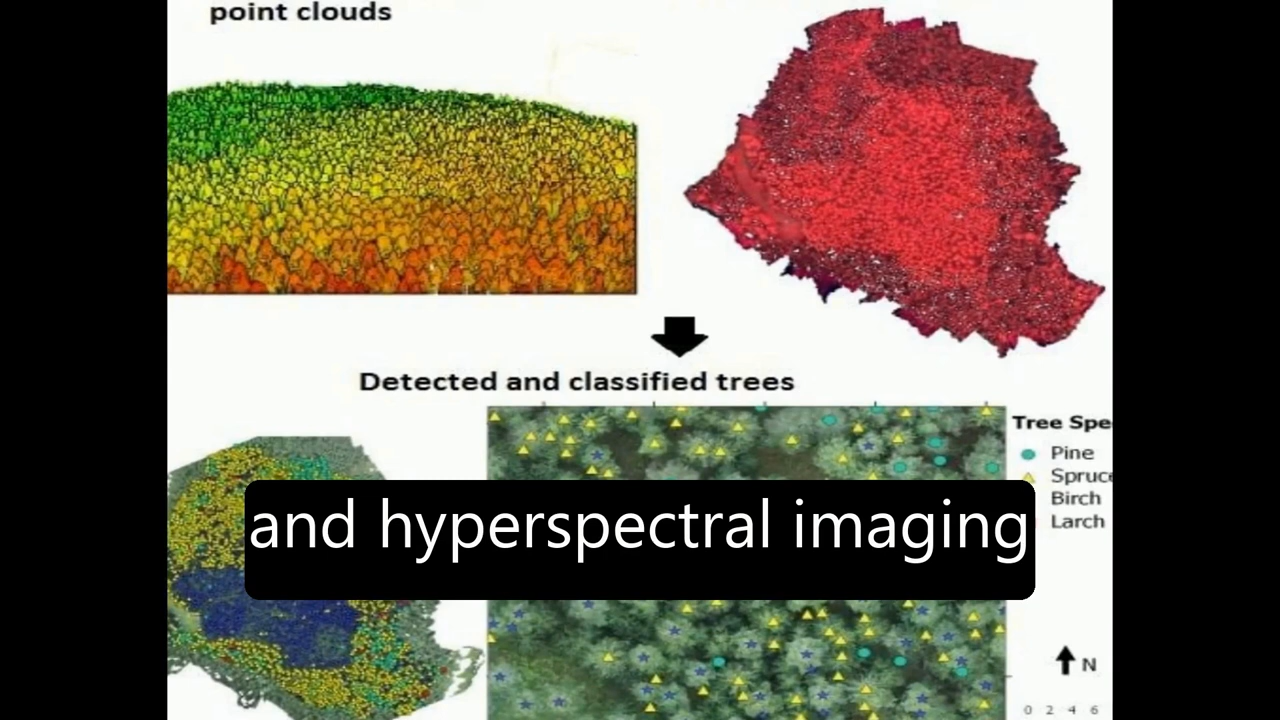 point clouds
Detected and classified trees
Tree Spe
Pine
Spruce
Birch
Larch
and hyperspectral imaging
N
0 2 4 6